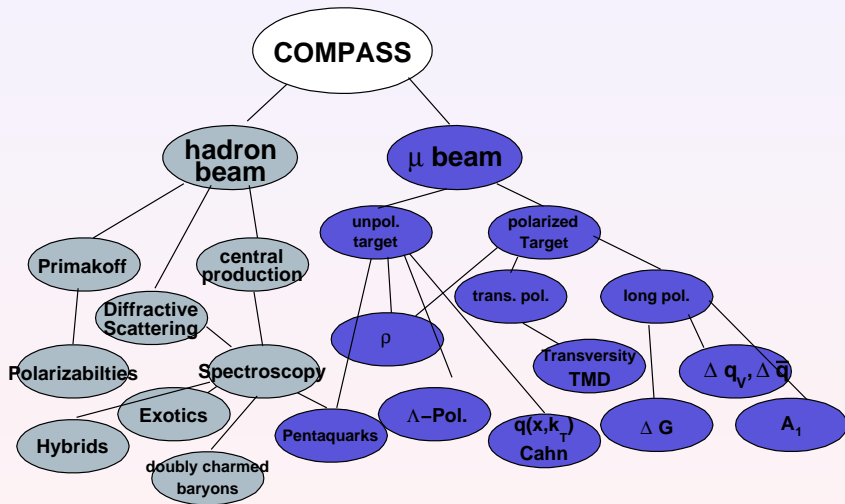 COMPASS
hadron
beam
μ beam
unpol.
target
polarized
Target
Primakoff
central
production
trans. pol.
long pol.
Diffractive
Scattering
ρ
Transversity
TMD
Polarizabilties
Spectroscopy
Δ q_V, Δ q̅
Exotics
Hybrids
doubly charmed
baryons
Pentaquarks
Λ−Pol.
q(x,k_T)
Cahn
Δ G
A_1